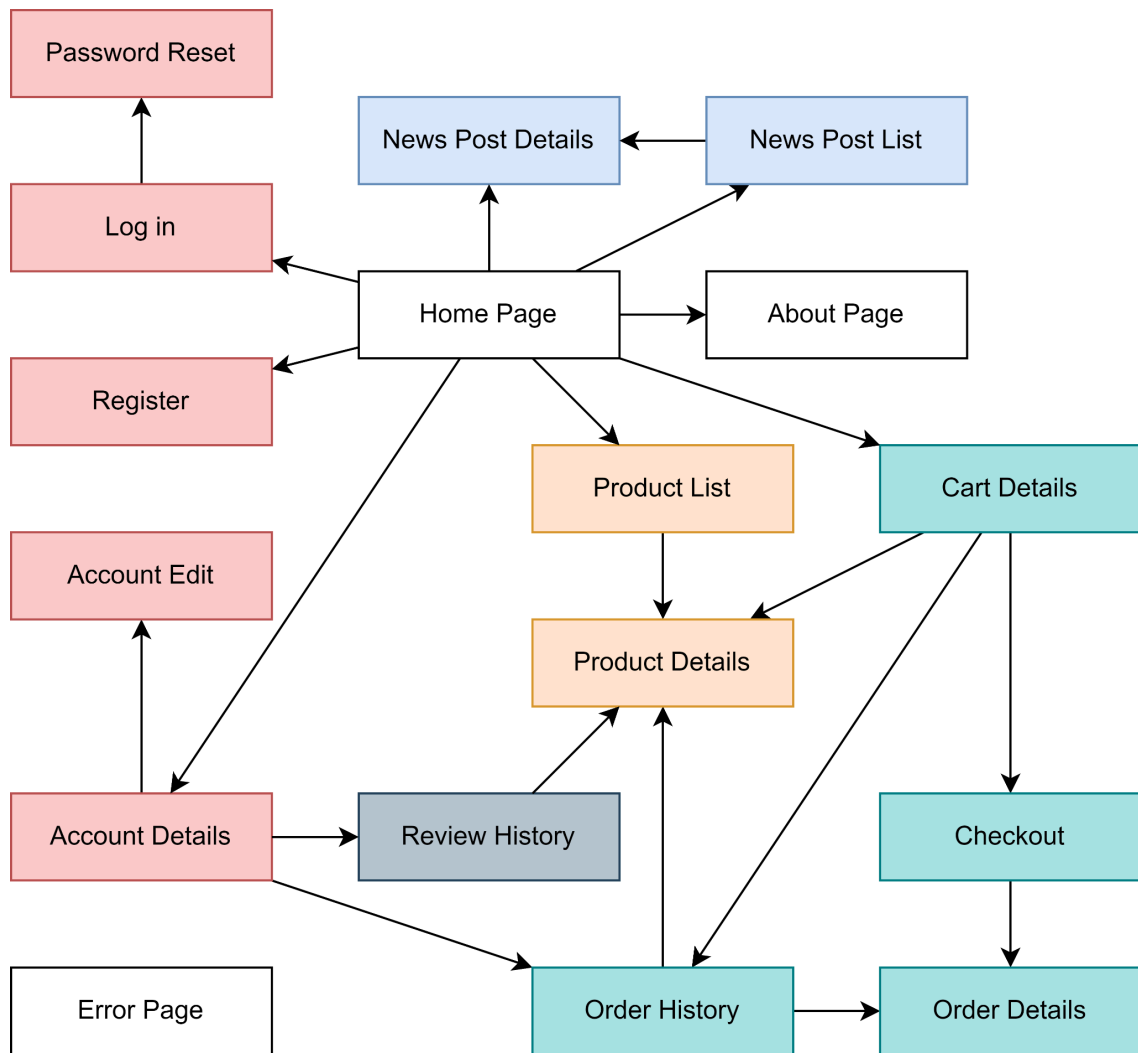 Password Reset
News Post Details
News Post List
Log in
Home Page
About Page
Register
Product List
Cart Details
Account Edit
Product Details
Account Details
Review History
Checkout
Error Page
Order History
Order Details